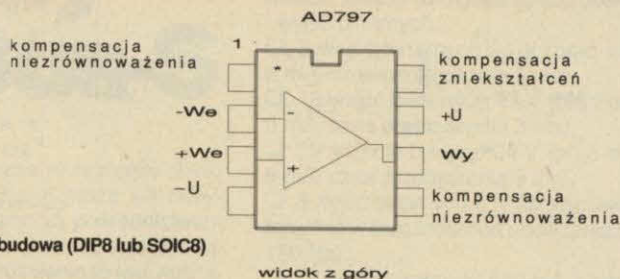 AD797
kompensacja
niezrównoważenia
1
*
kompensacja
zniekształceń
-We
-
+U
+We
+
Wy
-U
kompensacja
niezrównoważenia
budowa (DIP8 lub SOIC8)
widok z góry